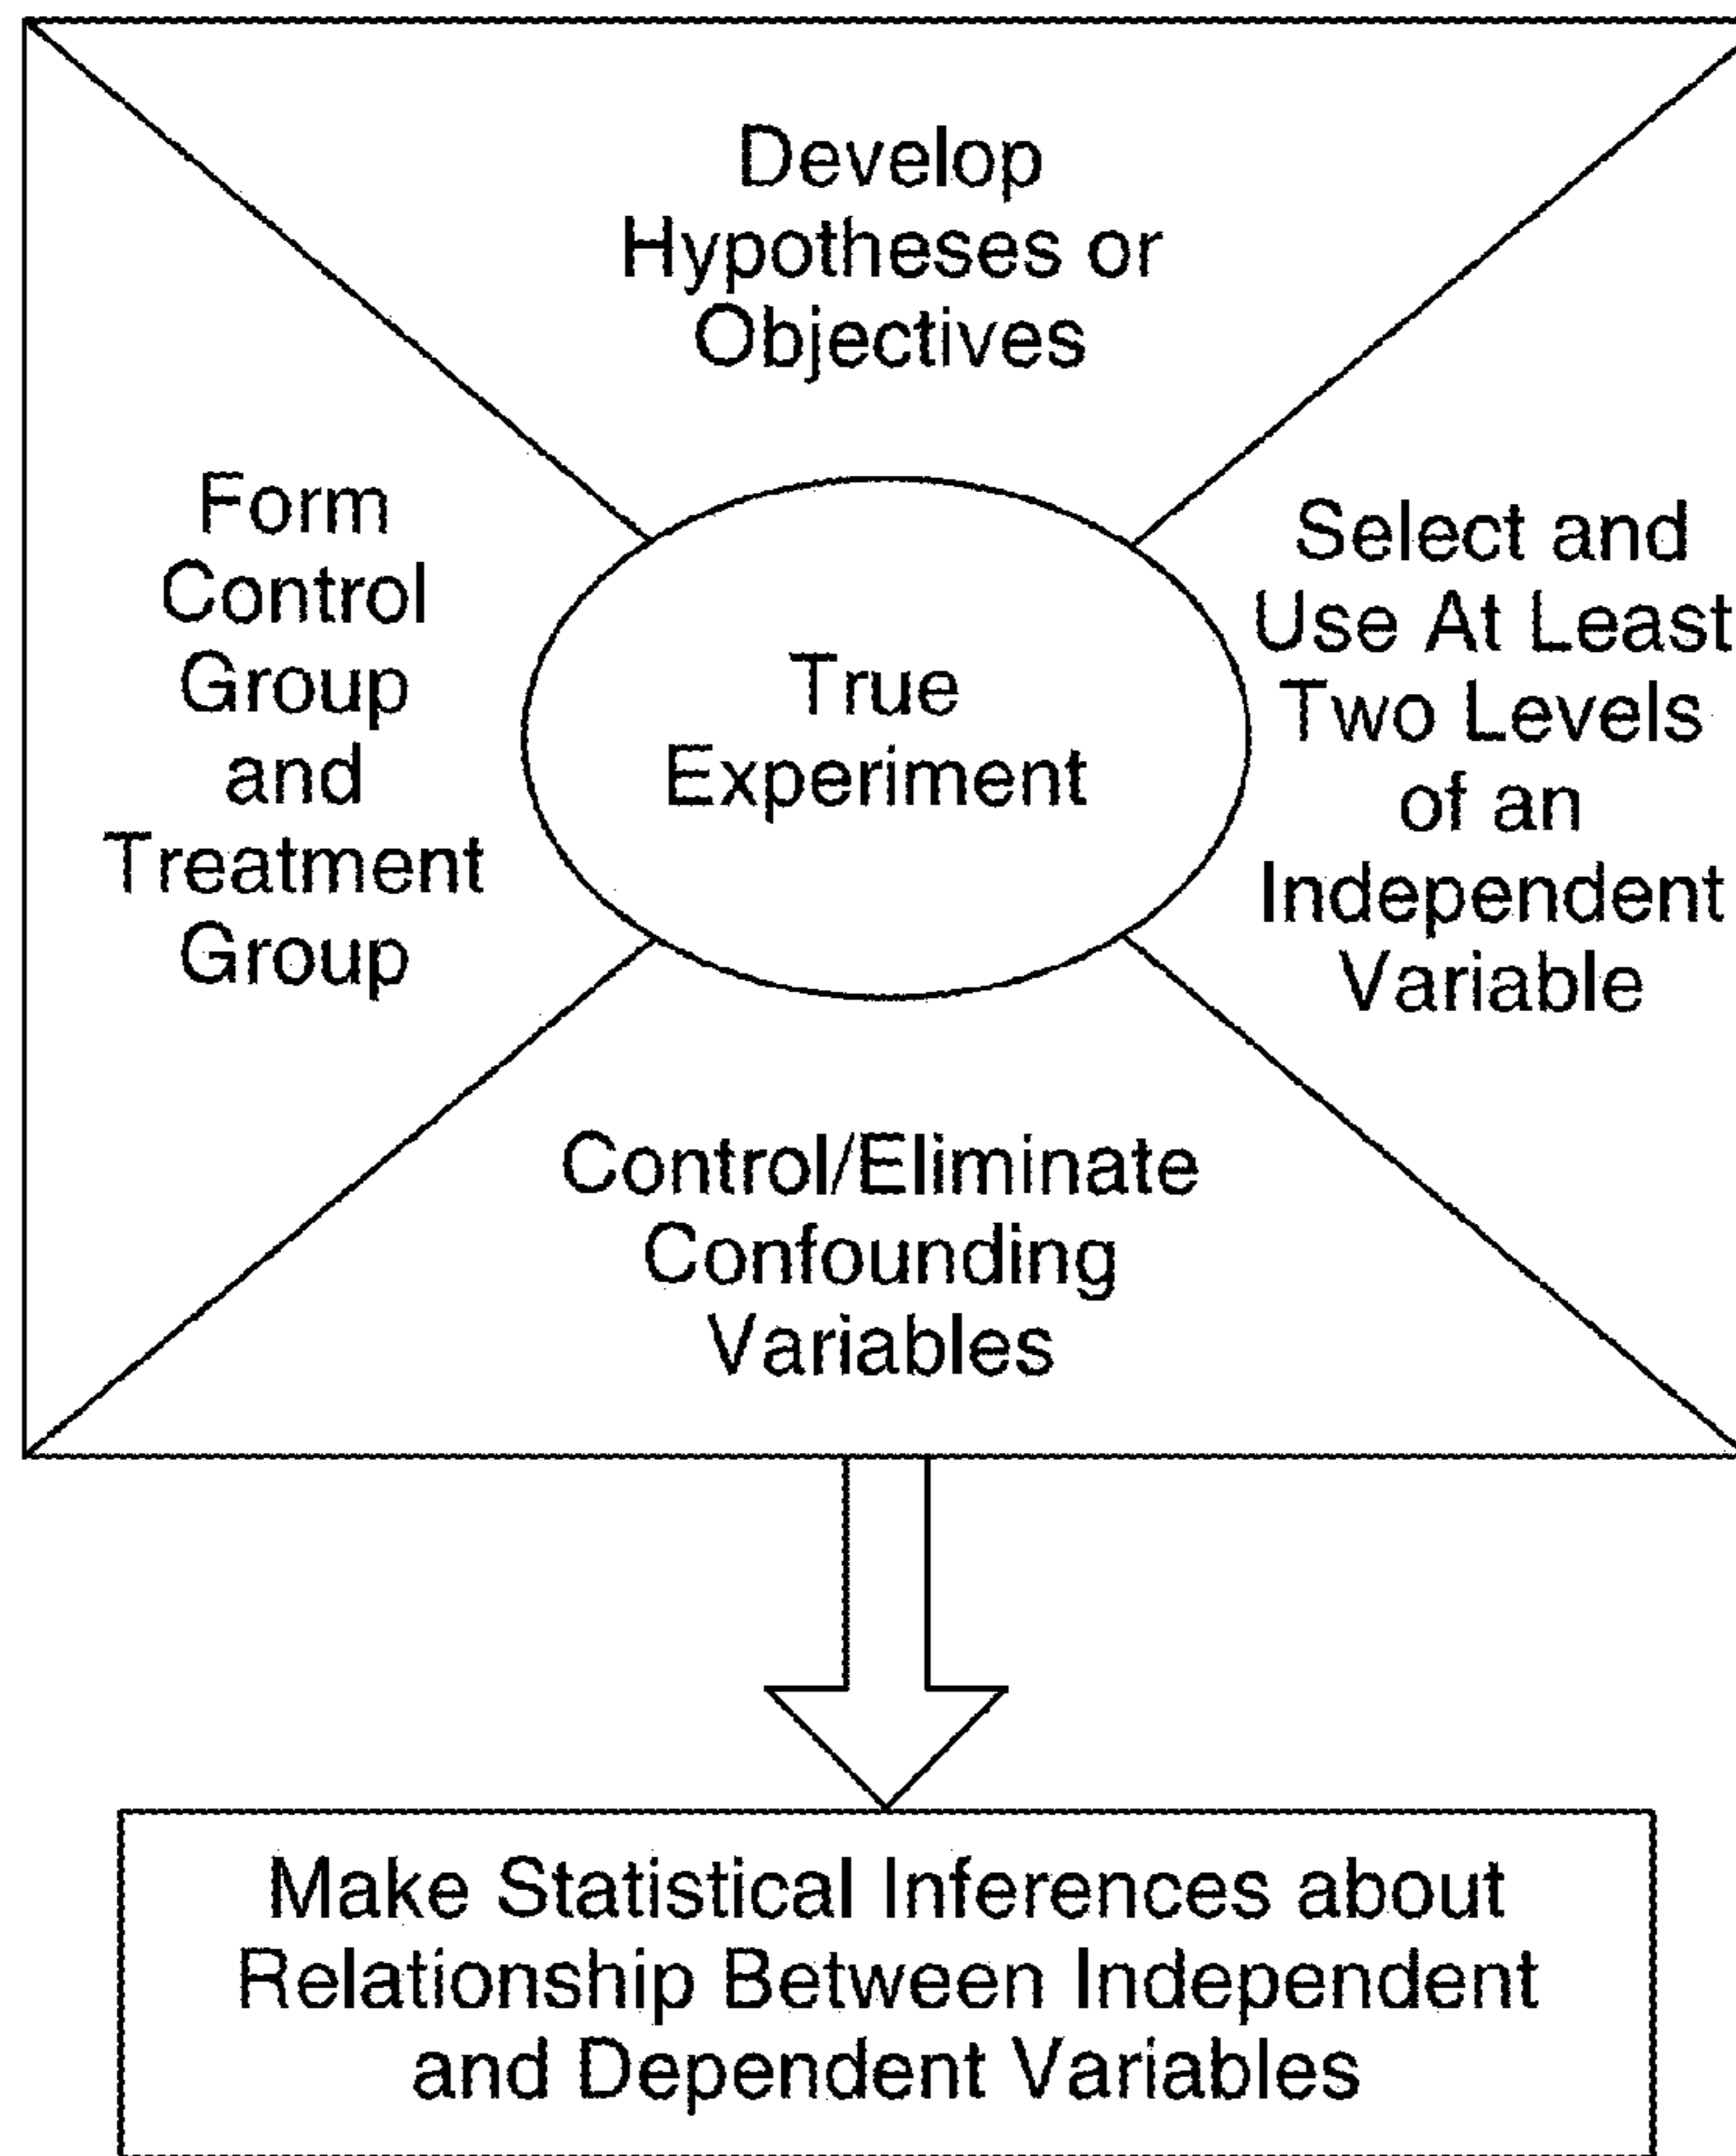 Develop
Hypotheses or
Objectives
Form
Control
Group
and
Treatment
Group
True
Experiment
Select and
Use At Least
Two Levels
of an
Independent
Variable
Control/Eliminate
Confounding
Variables
Make Statistical Inferences about
Relationship Between Independent
and Dependent Variables